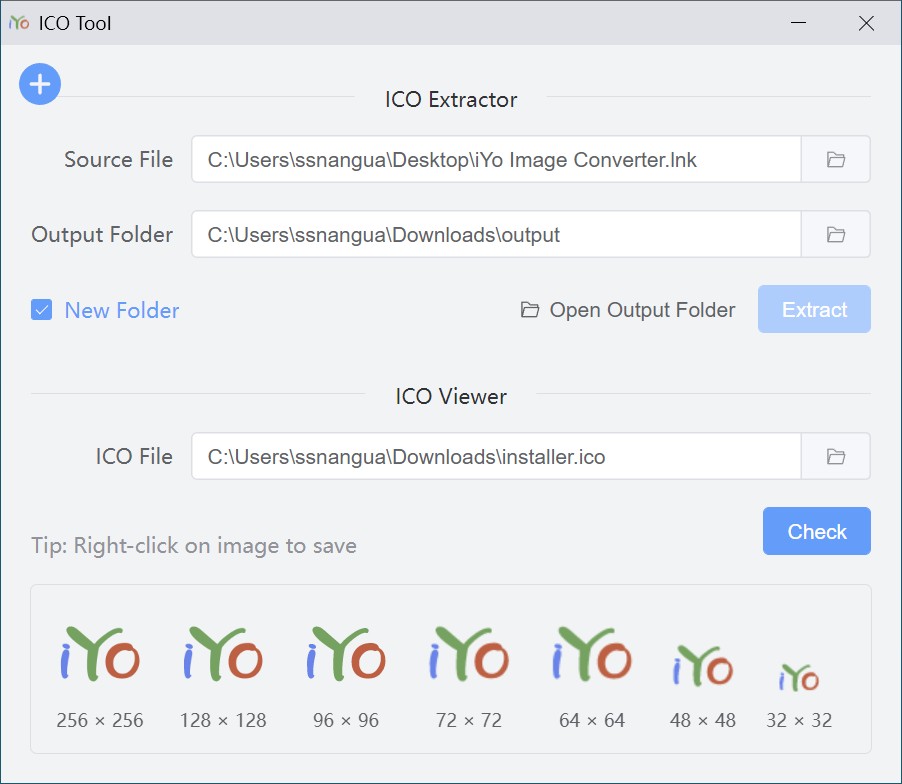 iYo ICO Tool
ICO Extractor
Source File C:\Users\ssnangua\Desktop\iYo Image Converter.lnk
Output Folder C:\Users\ssnangua\Downloads\output
New Folder Open Output Folder Extract
ICO Viewer
ICO File C:\Users\ssnangua\Downloads\installer.ico
Check
Tip: Right-click on image to save
iYo iYo iYo iYo iYo iYo iYo
256 × 256 128 × 128 96 × 96 72 × 72 64 × 64 48 × 48 32 × 32